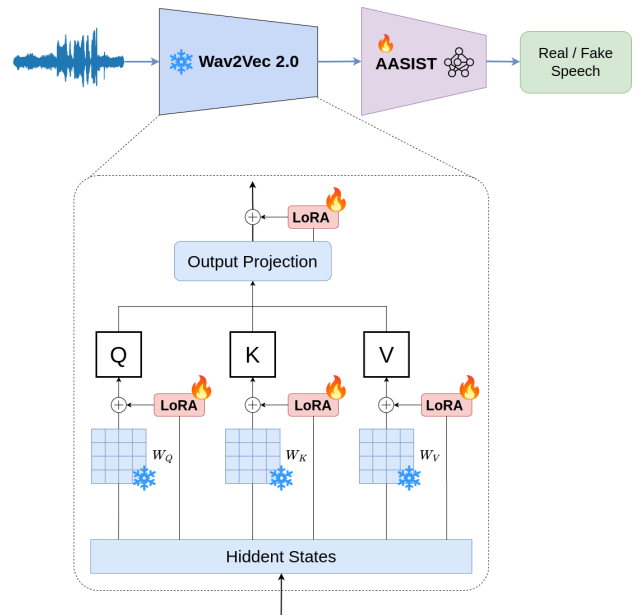 Wav2Vec 2.0
AASIST
Real / Fake
Speech
LoRA
Output Projection
Q
K
V
LoRA
LoRA
LoRA
W_Q
W_K
W_V
Hiddent States